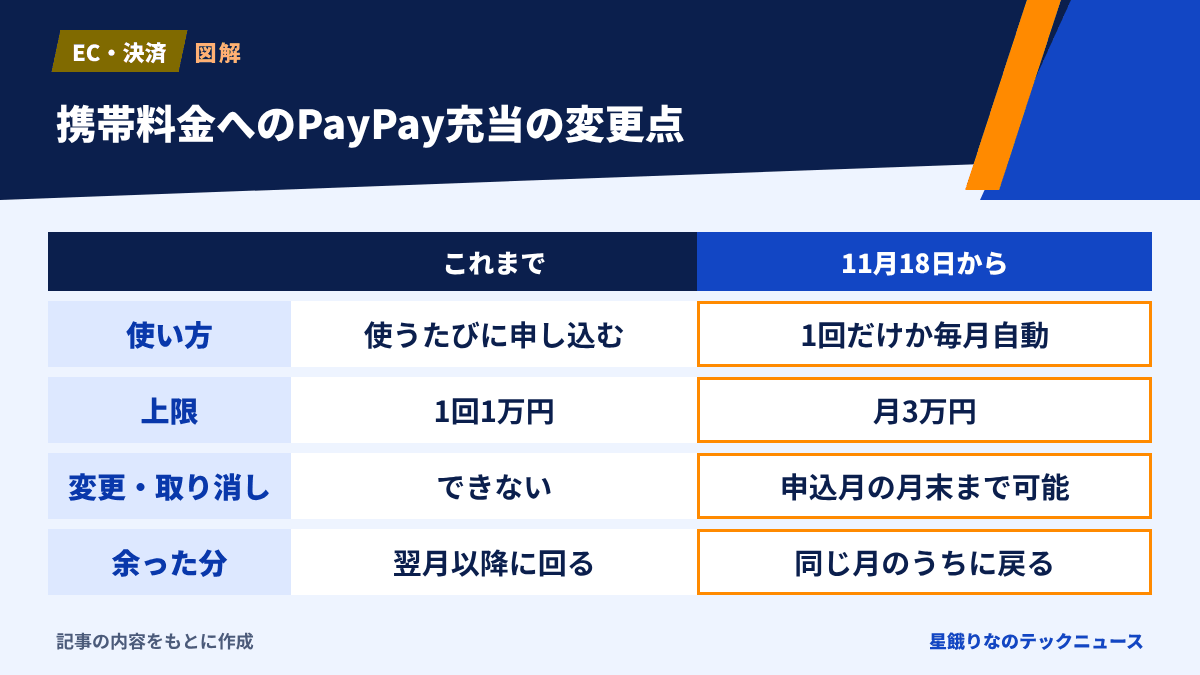 EC・決済 図解
携帯料金へのPayPay充当の変更点
これまで 11月18日から
使い方 使うたびに申し込む 1回だけか毎月自動
上限 1回1万円 月3万円
変更・取り消し できない 申込月の月末まで可能
余った分 翌月以降に回る 同じ月のうちに戻る
記事の内容をもとに作成 星餓りなのテックニュース